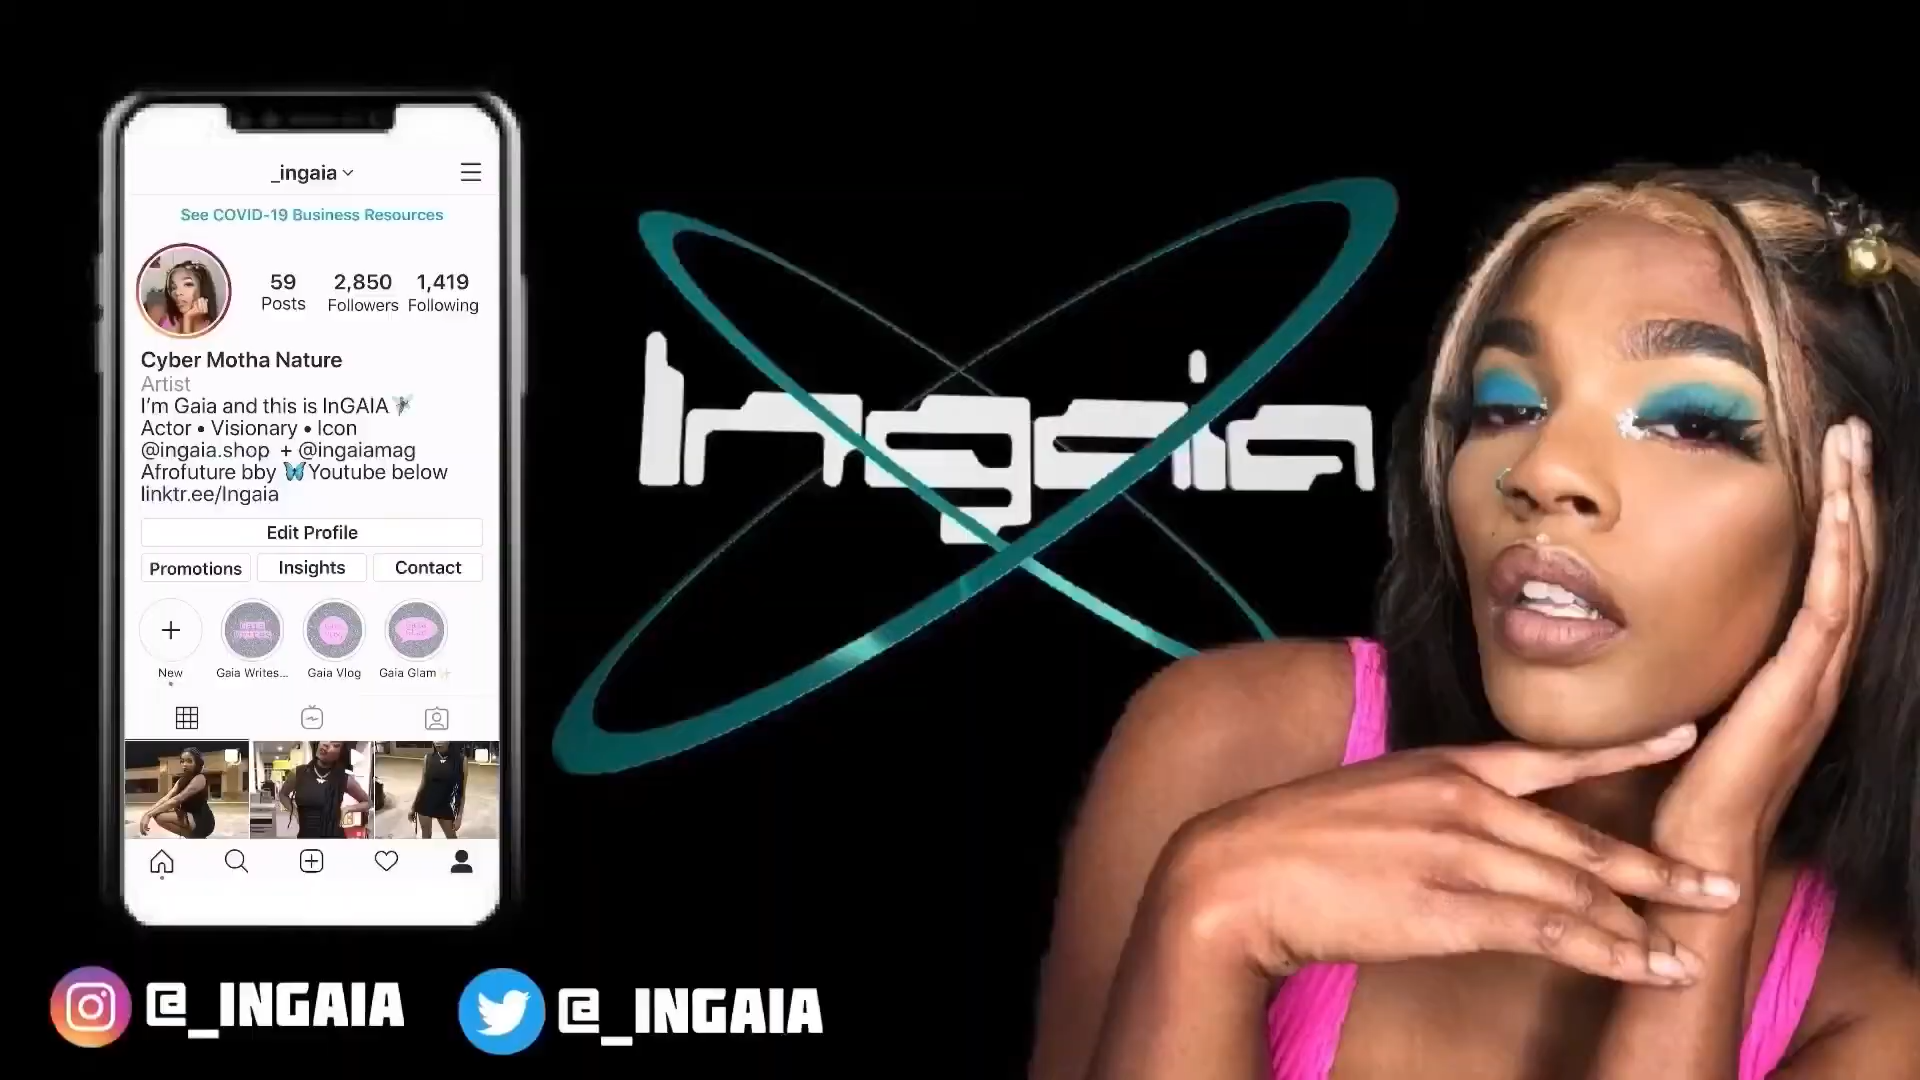 _ingaia
See COVID-19 Business Resources
59 2,850 1,419
Posts Followers Following
Cyber Motha Nature
Artist
I'm Gaia and this is InGAIA
Actor • Visionary • Icon
@ingaia.shop + @ingaiamag
Afrofuture bby Youtube below
linktr.ee/Ingaia
Edit Profile
Promotions Insights Contact
New Gaia Writes... Gaia Vlog Gaia Glam
Ingaia
@_INGAIA @_INGAIA